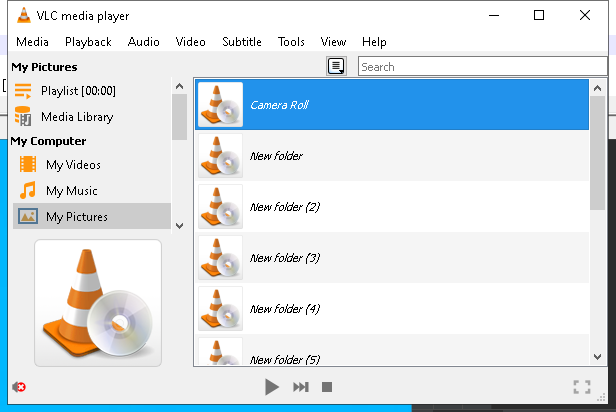 VLC media player
Media Playback Audio Video Subtitle Tools View Help
My Pictures
Search
Playlist [00:00]
Media Library
My Computer
My Videos
My Music
My Pictures
Camera Roll
New folder
New folder (2)
New folder (3)
New folder (4)
New folder (5)